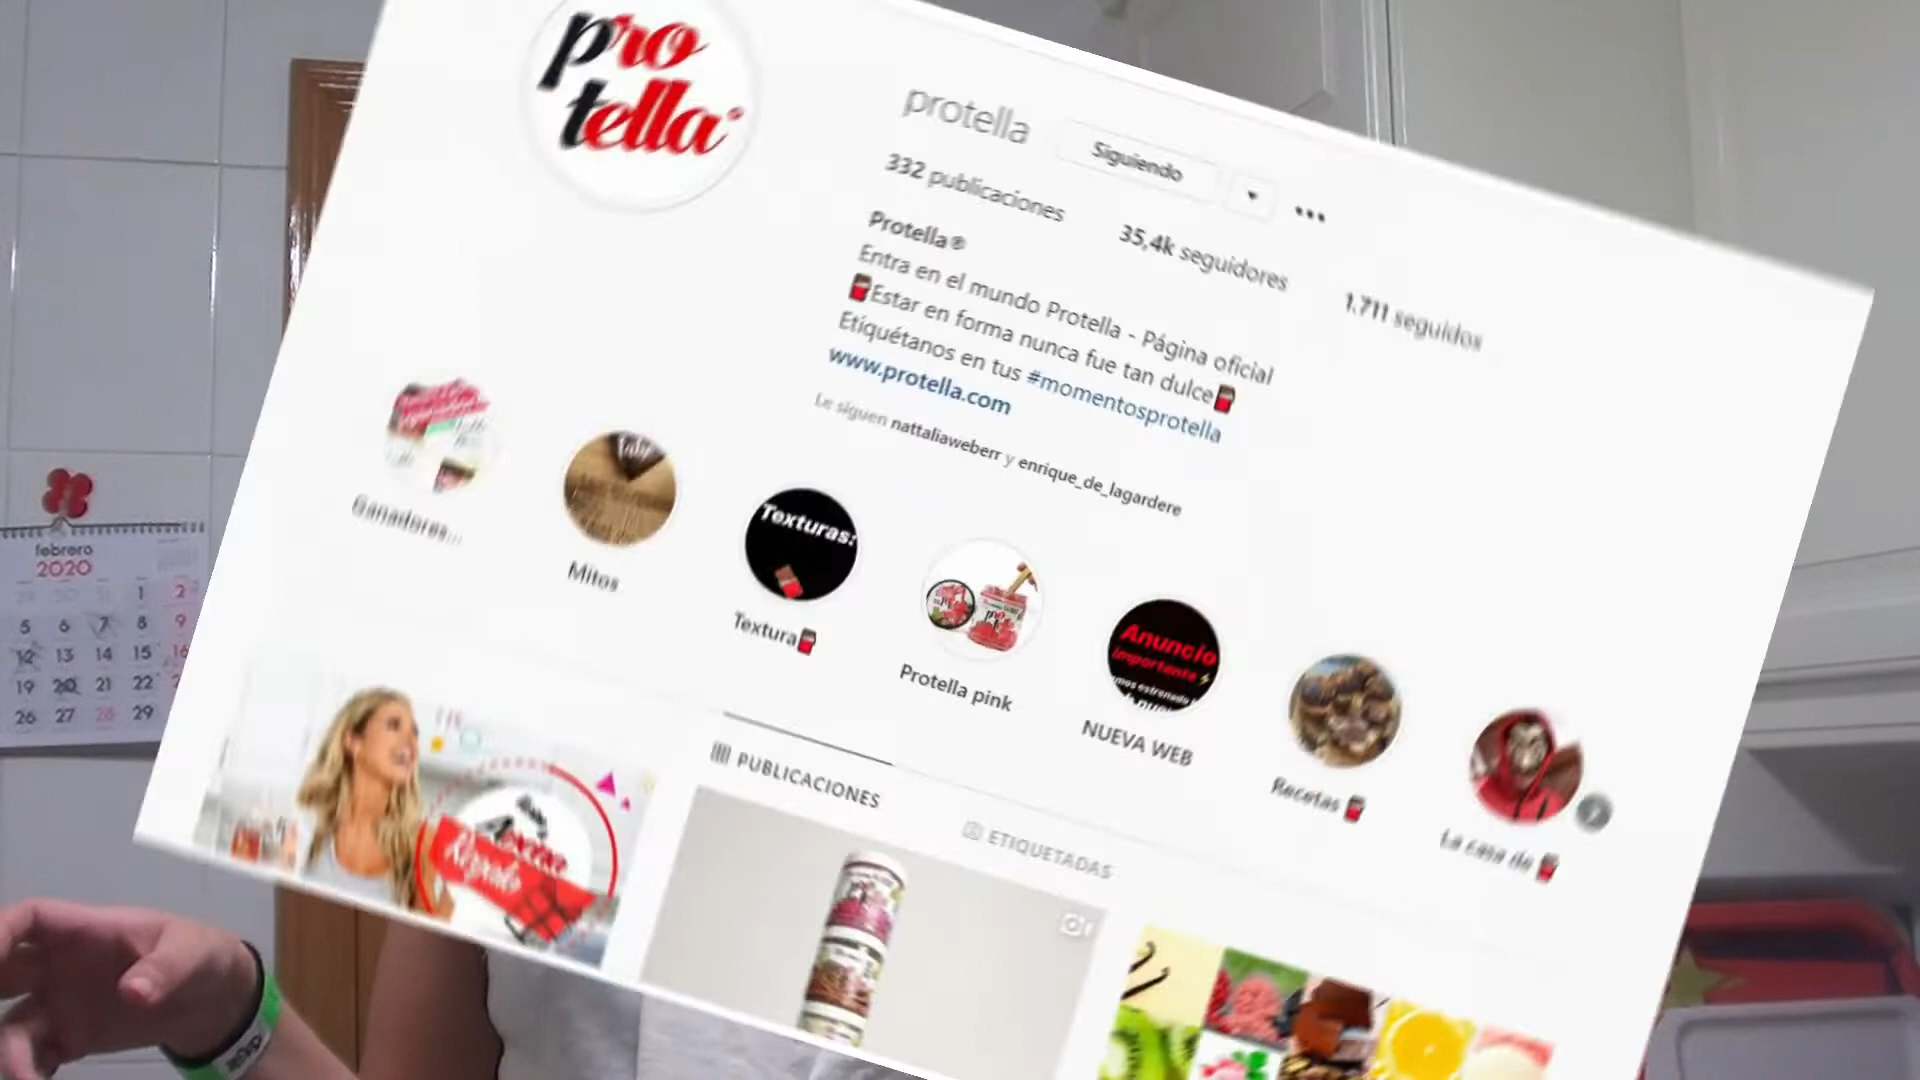 pro
tella
protella
Siguiendo
332 publicaciones
35,4k seguidores
1.711 seguidos
Protella®
Entra en el mundo Protella - Página oficial
Estar en forma nunca fue tan dulce
Etiquétanos en tus #momentosprotella
www.protella.com
Le siguen nattaliaweberr y enrique_de_lagardere
Ganadores...
Mitos
Texturas:
Textura
Protella pink
Anuncio
importante
NUEVA WEB
Recetas
La casa de
PUBLICACIONES
ETIQUETADAS
Regalo
febrero
2020
1 2
5 6 7 8 9
12 13 14 15 16
19 20 21 22
26 27 28 29